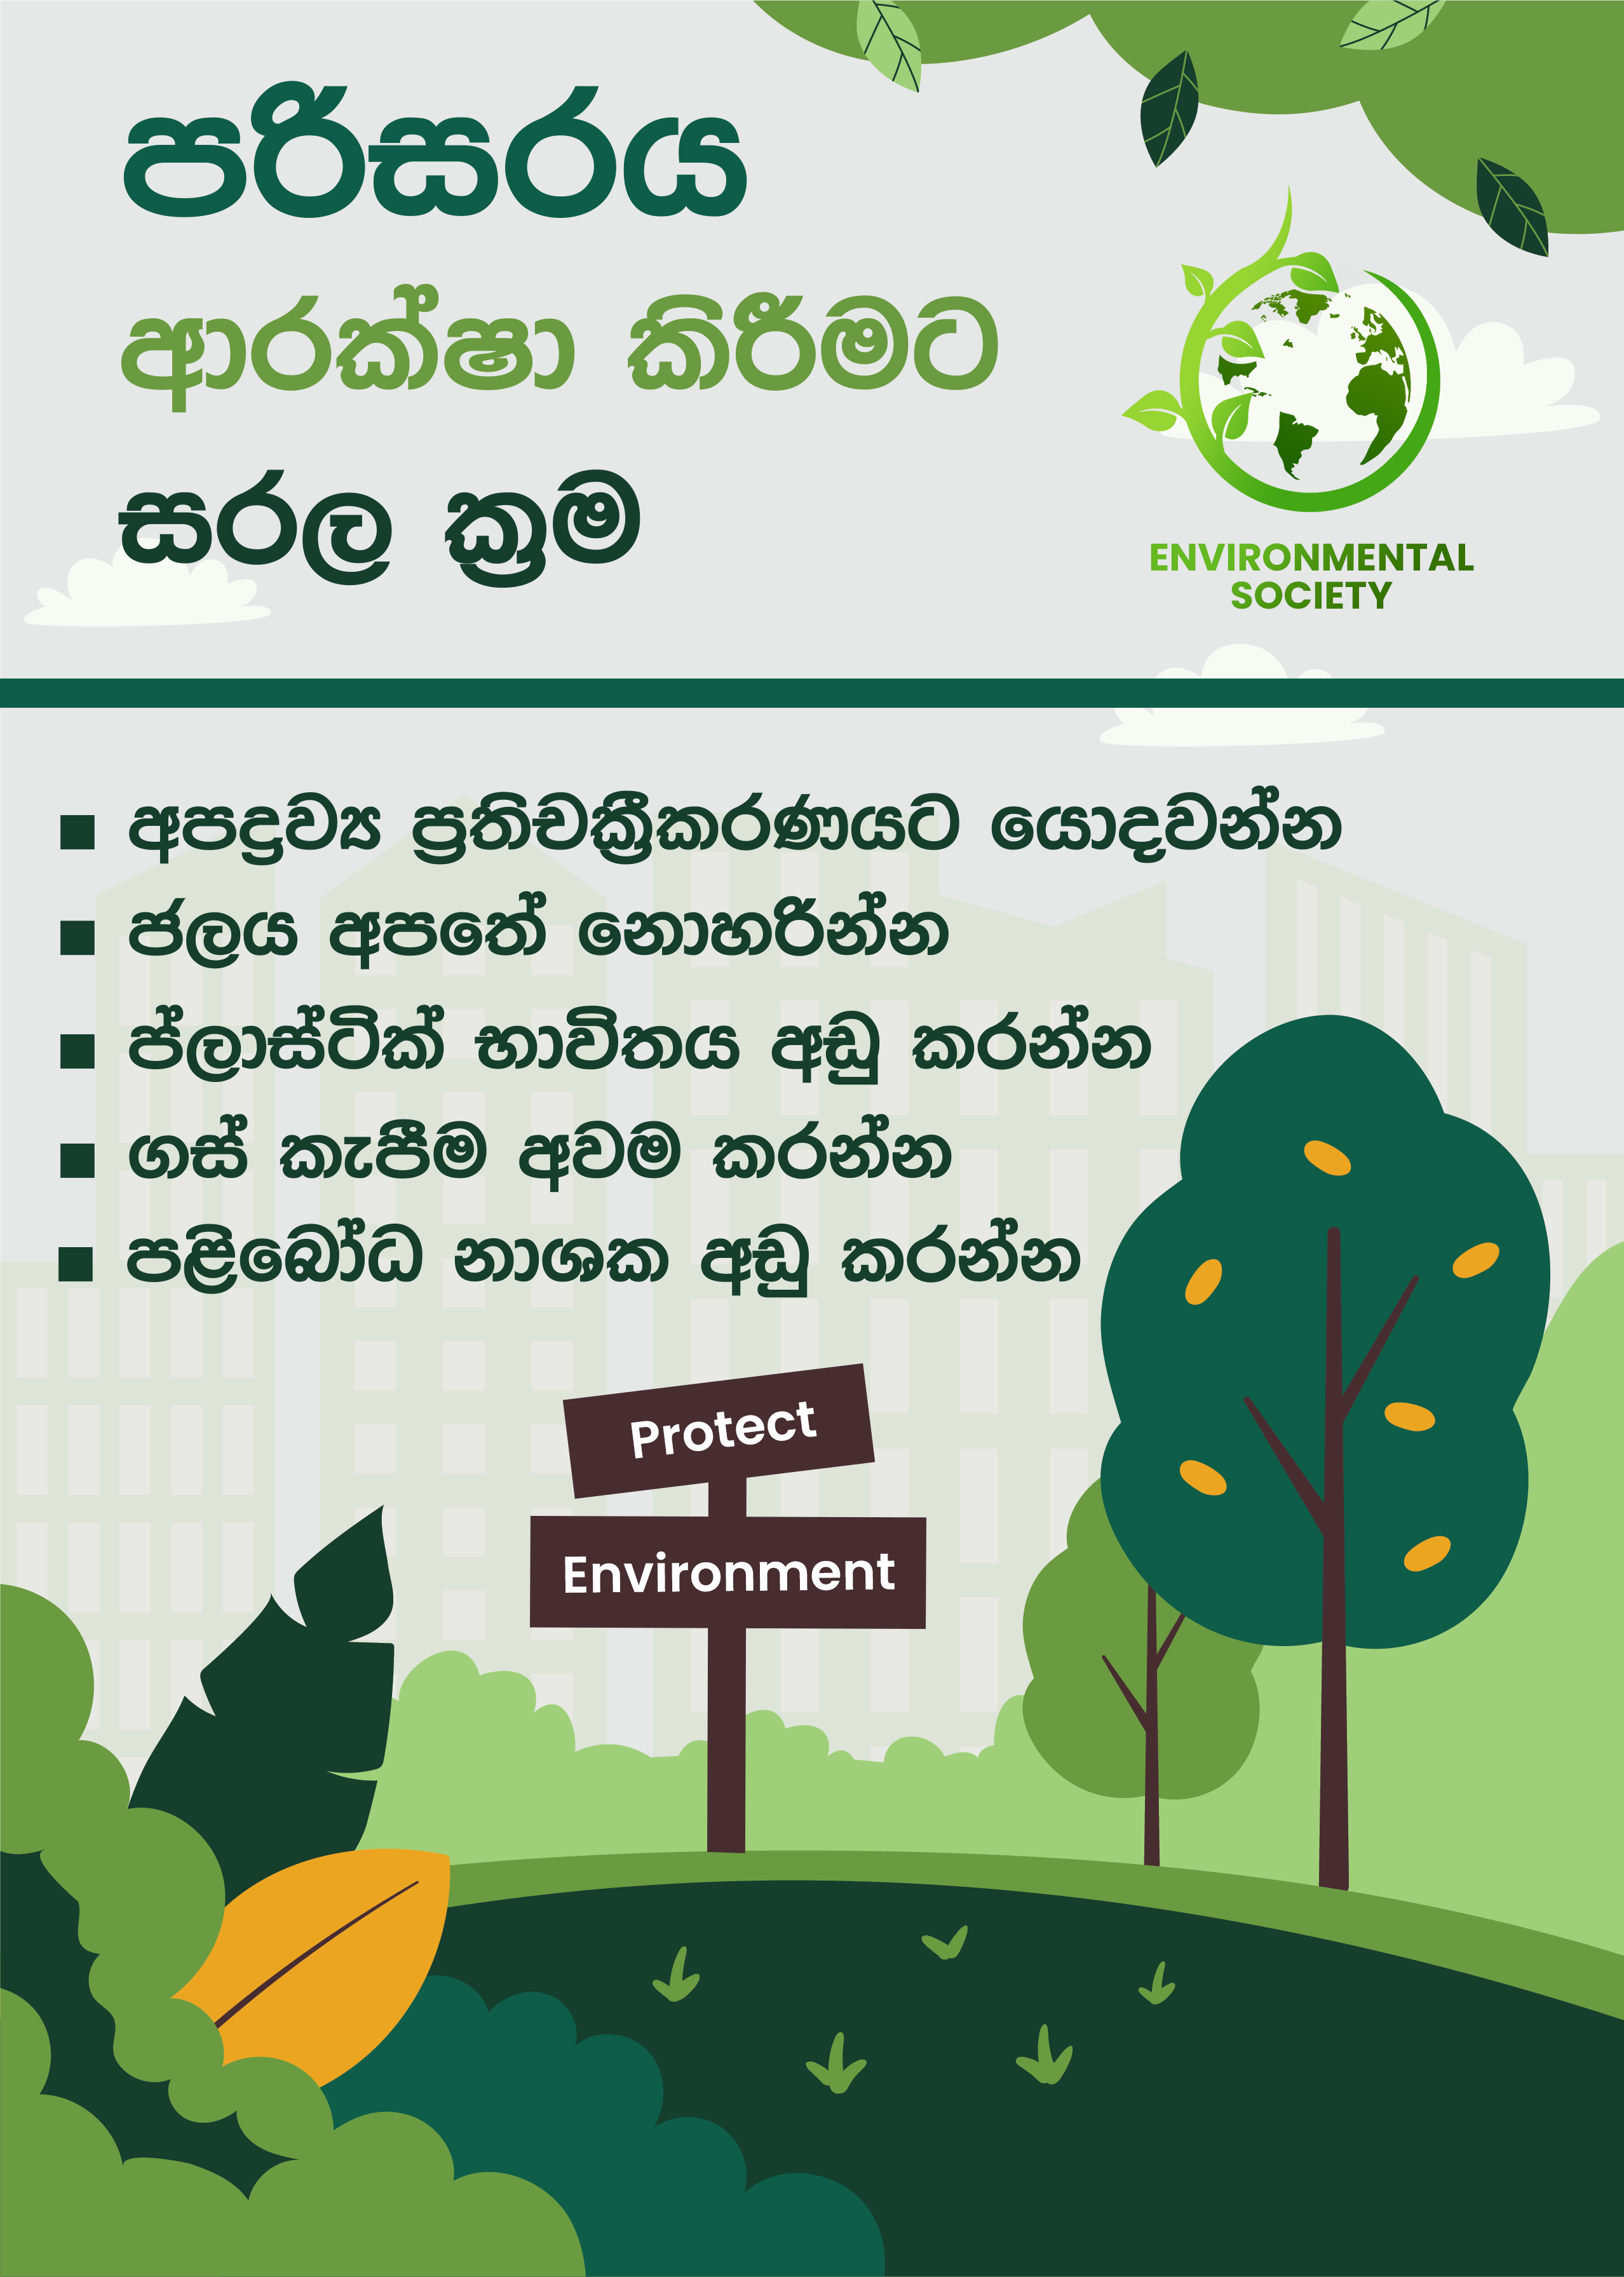 පරිසරය
ආරක්ෂා කිරීමට
සරල ක්‍රම
ENVIRONMENTAL
SOCIETY
■ අපද්‍රව්‍ය ප්‍රතිචක්‍රීකරණයට යොදවන්න
■ ජලය අපතේ නොහරින්න
■ ප්ලාස්ටික් භාවිතය අඩු කරන්න
■ ගස් කැපීම අවම කරන්න
■ පළිබෝධ නාශක අඩු කරන්න
Protect
Environment